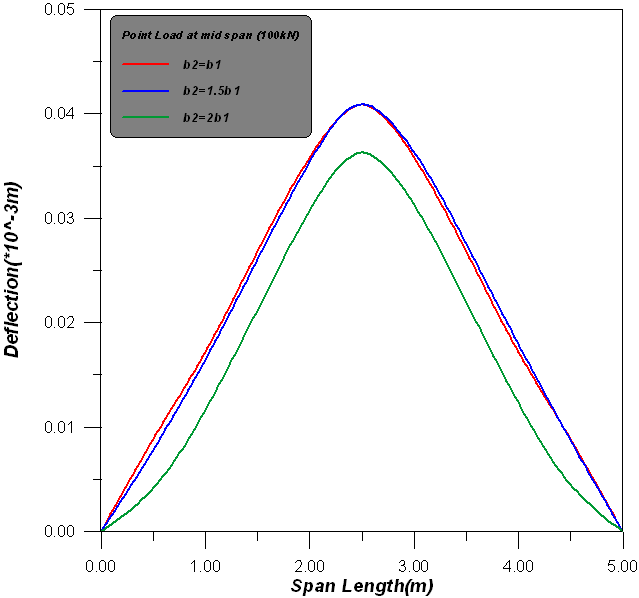 0.05
Point Load at mid span (100kN)
b2=b1
b2=1.5b1
b2=2b1
0.04
0.03
0.02
0.01
0.00
Deflection(*10^-3m)
0.00 1.00 2.00 3.00 4.00 5.00
Span Length(m)